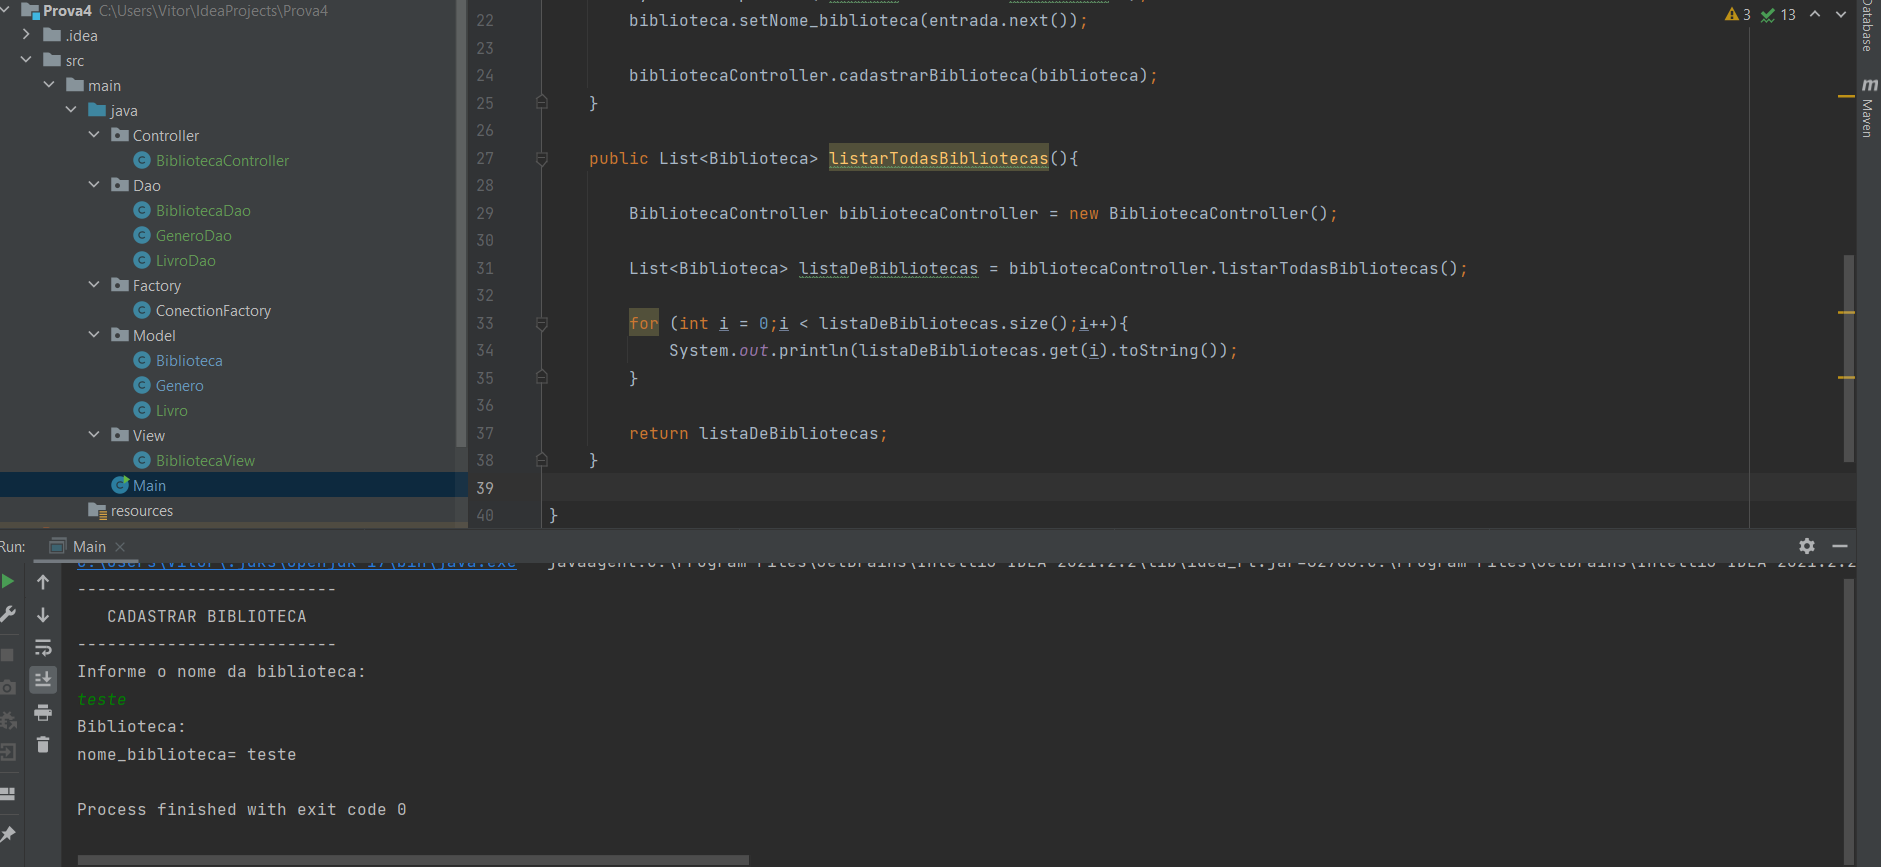 Prova4 C:\Users\Vitor\IdeaProjects\Prova4
.idea
src
main
java
Controller
BibliotecaController
Dao
BibliotecaDao
GeneroDao
LivroDao
Factory
ConectionFactory
Model
Biblioteca
Genero
Livro
View
BibliotecaView
Main
resources
22 biblioteca.setNome_biblioteca(entrada.next());
23
24 bibliotecaController.cadastrarBiblioteca(biblioteca);
25 }
26
27 public List<Biblioteca> listarTodasBibliotecas(){
28
29 BibliotecaController bibliotecaController = new BibliotecaController();
30
31 List<Biblioteca> listaDeBibliotecas = bibliotecaController.listarTodasBibliotecas();
32
33 for (int i = 0;i < listaDeBibliotecas.size();i++){
34 System.out.println(listaDeBibliotecas.get(i).toString());
35 }
36
37 return listaDeBibliotecas;
38 }
39
40 }
3 13
Database
m Maven
Run: Main
--------------------------
CADASTRAR BIBLIOTECA
--------------------------
Informe o nome da biblioteca:
teste
Biblioteca:
nome_biblioteca= teste
Process finished with exit code 0